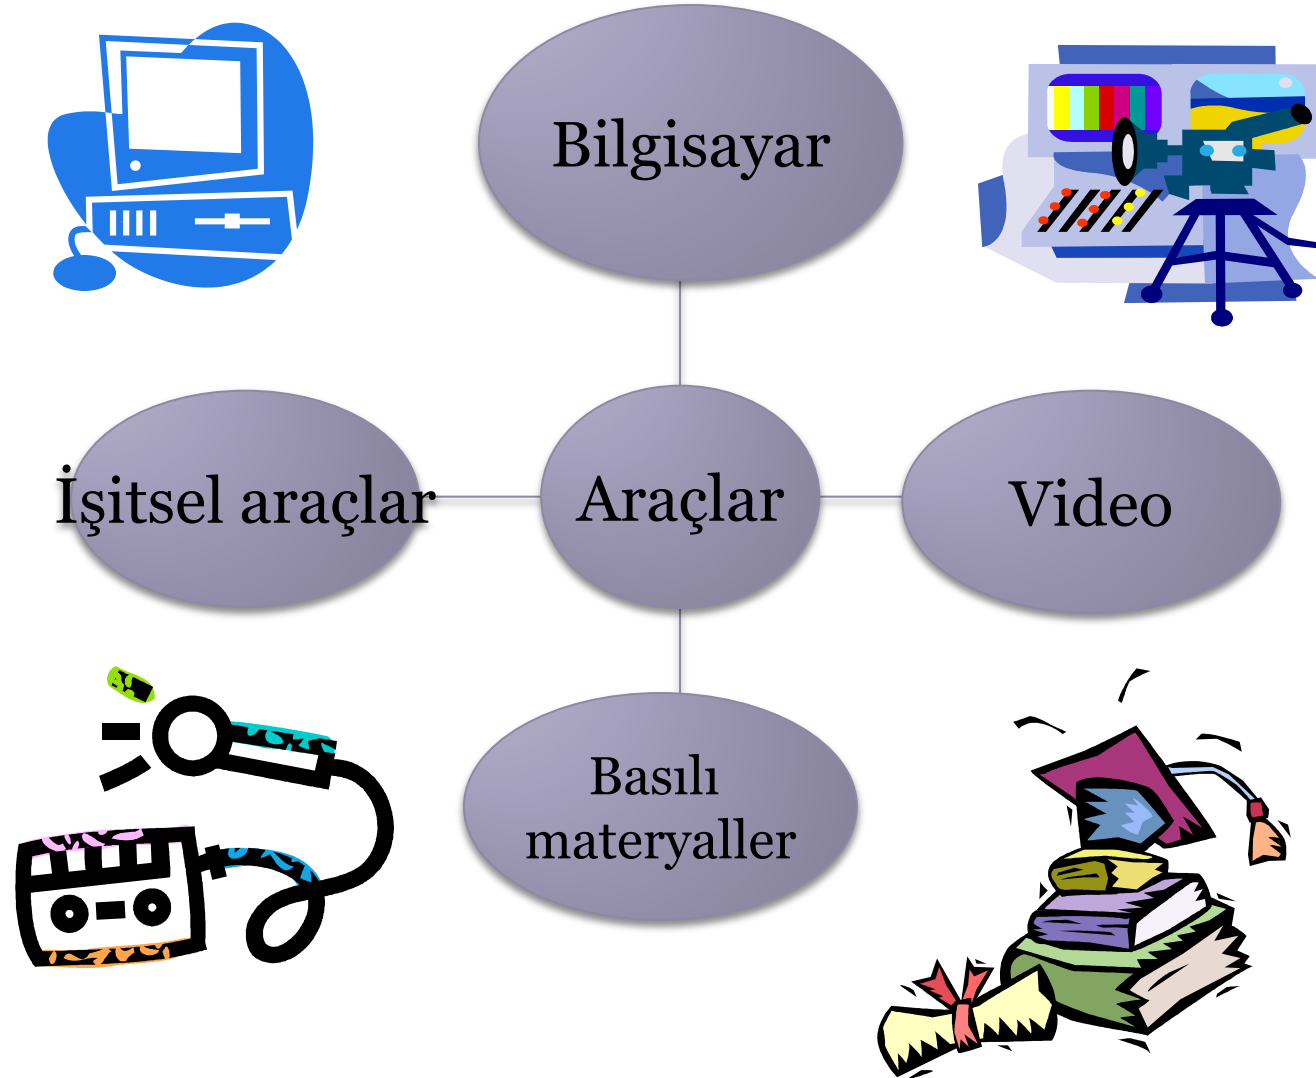 Bilgisayar
İşitsel araçlar
Araçlar
Video
Basılı
materyaller